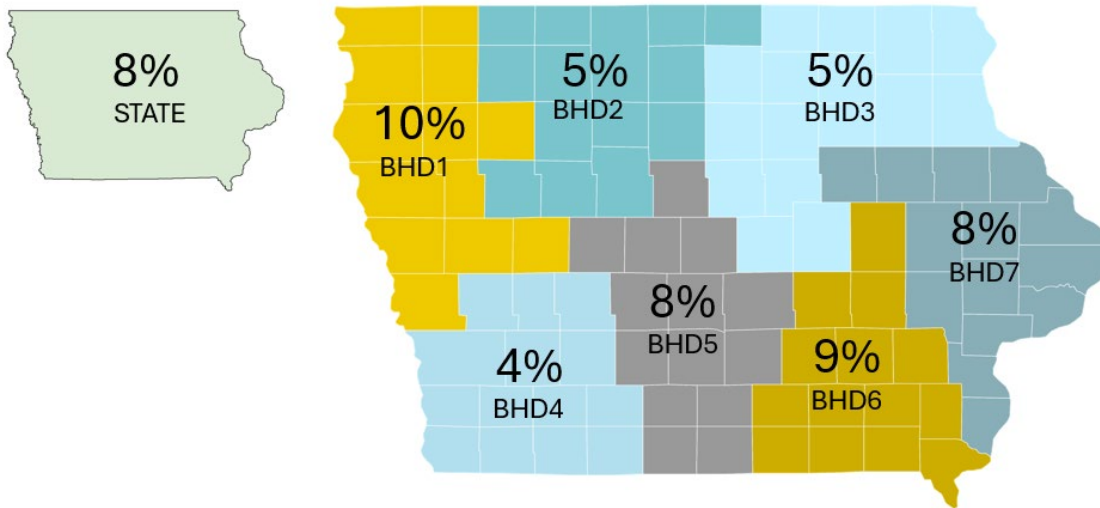 8%
STATE
10%
BHD1
5%
BHD2
5%
BHD3
4%
BHD4
8%
BHD5
9%
BHD6
8%
BHD7